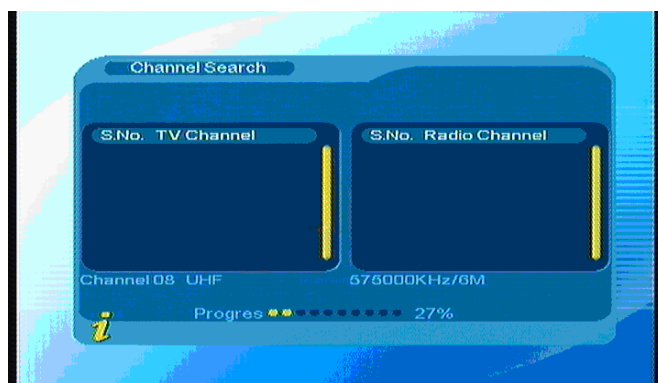 Channel Search
S.No. TV Channel
S.No. Radio Channel
Channel 08 UHF
575000KHz/6M
Progres 27%
i